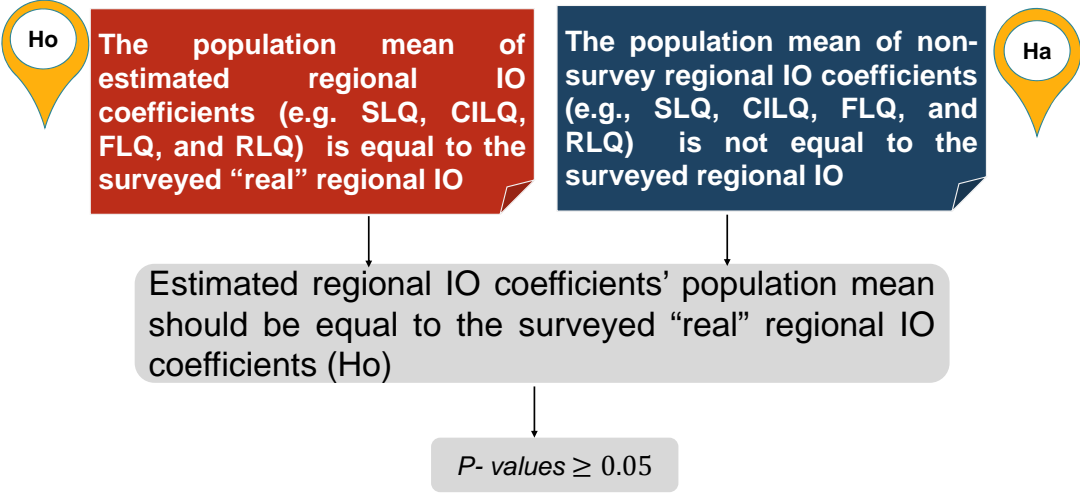 Ho
The population mean of
estimated regional IO
coefficients (e.g. SLQ, CILQ,
FLQ, and RLQ) is equal to the
surveyed “real” regional IO
The population mean of non-
survey regional IO coefficients
(e.g., SLQ, CILQ, FLQ, and
RLQ) is not equal to the
surveyed regional IO
Ha
Estimated regional IO coefficients’ population mean
should be equal to the surveyed “real” regional IO
coefficients (Ho)
P- values ≥ 0.05